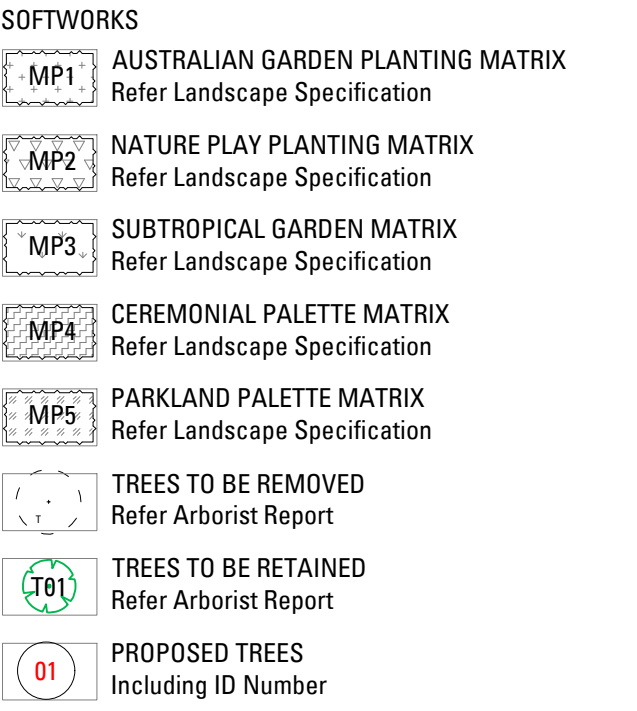 SOFTWORKS
MP1
AUSTRALIAN GARDEN PLANTING MATRIX
Refer Landscape Specification
MP2
NATURE PLAY PLANTING MATRIX
Refer Landscape Specification
MP3
SUBTROPICAL GARDEN MATRIX
Refer Landscape Specification
MP4
CEREMONIAL PALETTE MATRIX
Refer Landscape Specification
MP5
PARKLAND PALETTE MATRIX
Refer Landscape Specification
T
TREES TO BE REMOVED
Refer Arborist Report
T01
TREES TO BE RETAINED
Refer Arborist Report
01
PROPOSED TREES
Including ID Number